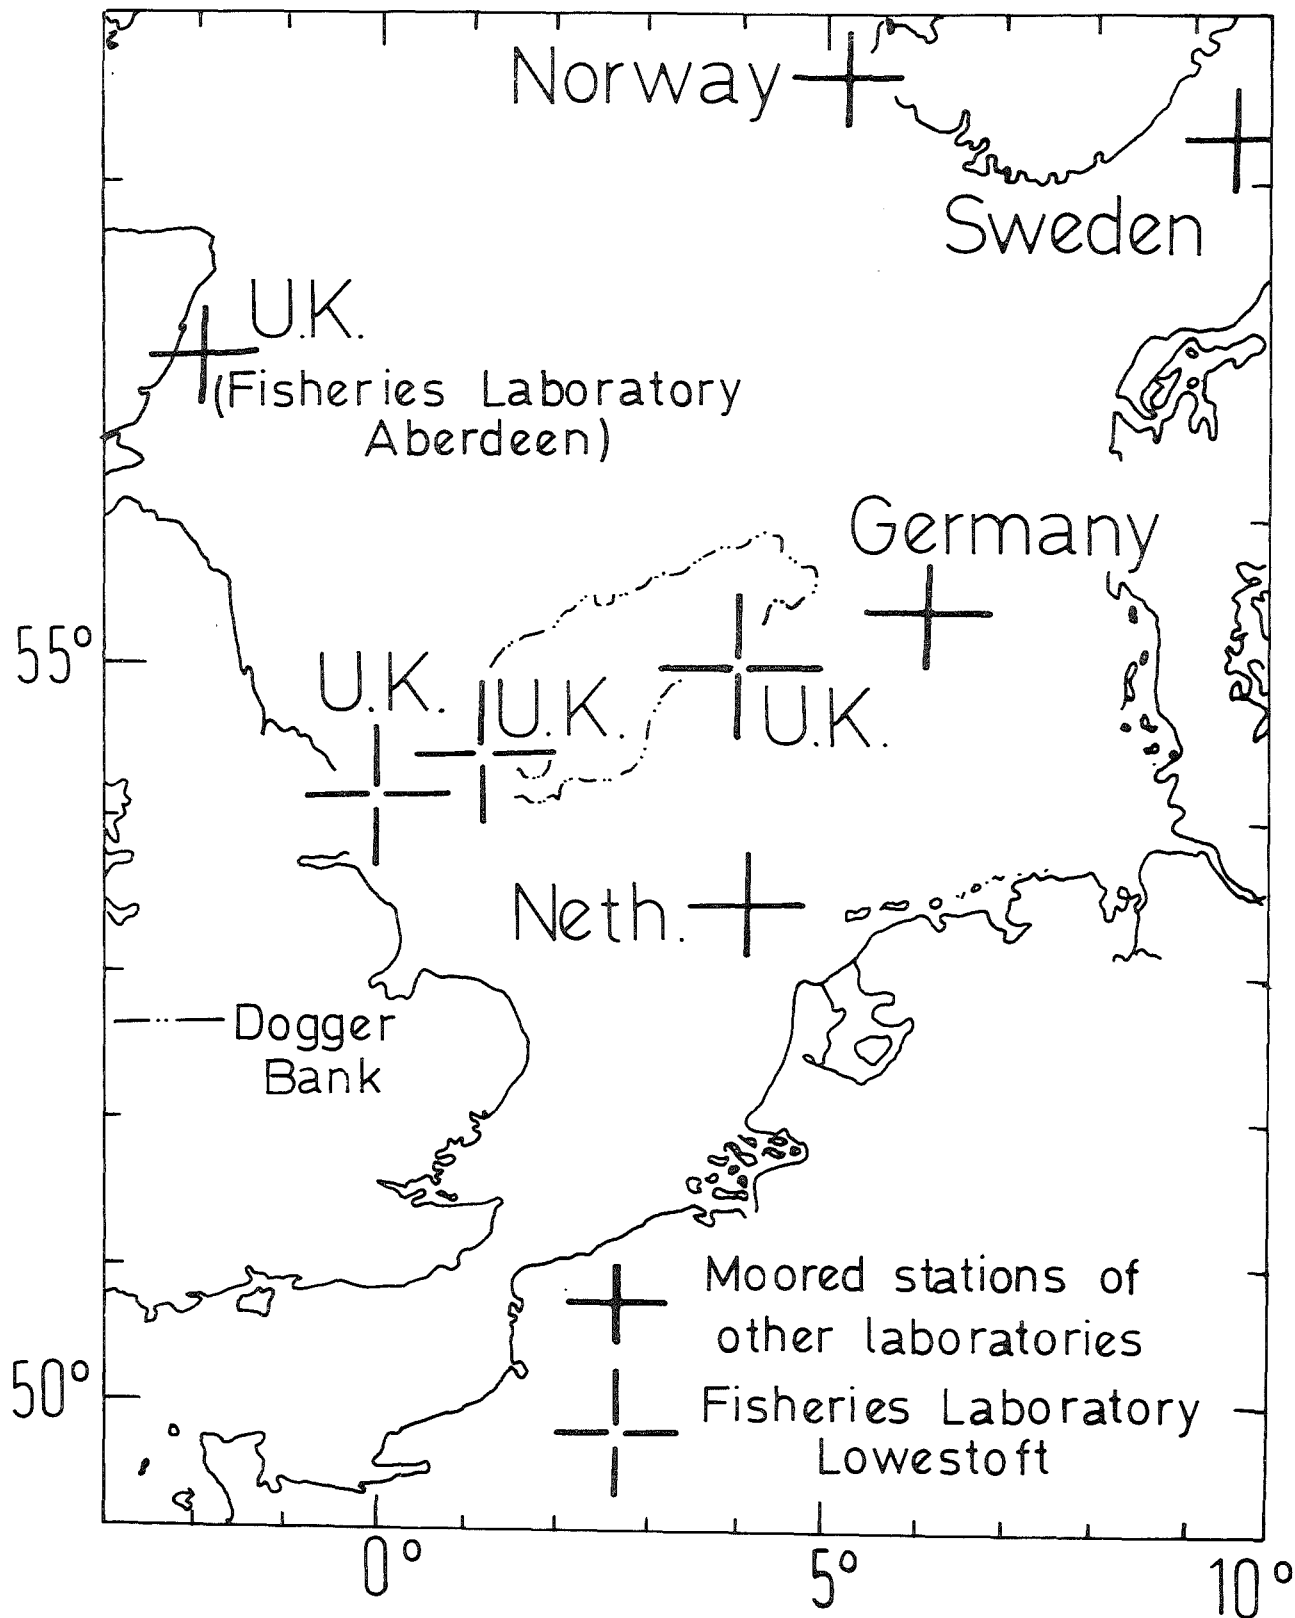 Norway
Sweden
U.K.
(Fisheries Laboratory
Aberdeen)
Germany
55°
U.K.
U.K.
U.K.
Neth.
Dogger
Bank
Moored stations of
other laboratories
50°
Fisheries Laboratory
Lowestoft
0°
5°
10°